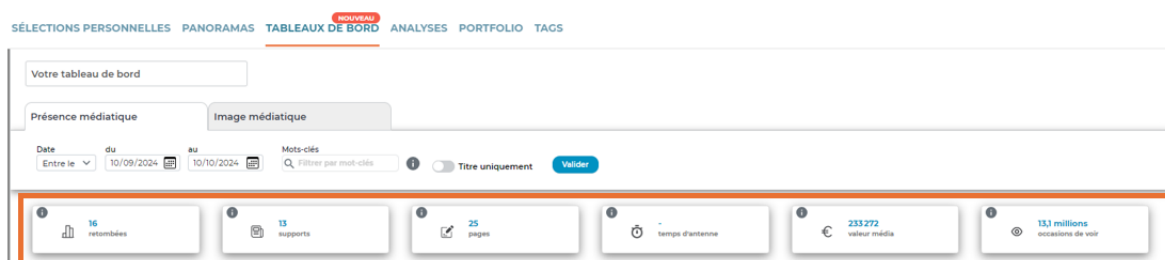 NOUVEAU
SÉLECTIONS PERSONNELLES PANORAMAS TABLEAUX DE BORD ANALYSES PORTFOLIO TAGS
Votre tableau de bord
Présence médiatique Image médiatique
Date du au Mots-clés
Entre le 10/09/2024 10/10/2024 Filtrer par mot-clés Titre uniquement Valider
16 13 25 - 233 272 13,1 millions
retombées supports pages temps d'antenne valeur média occasions de voir